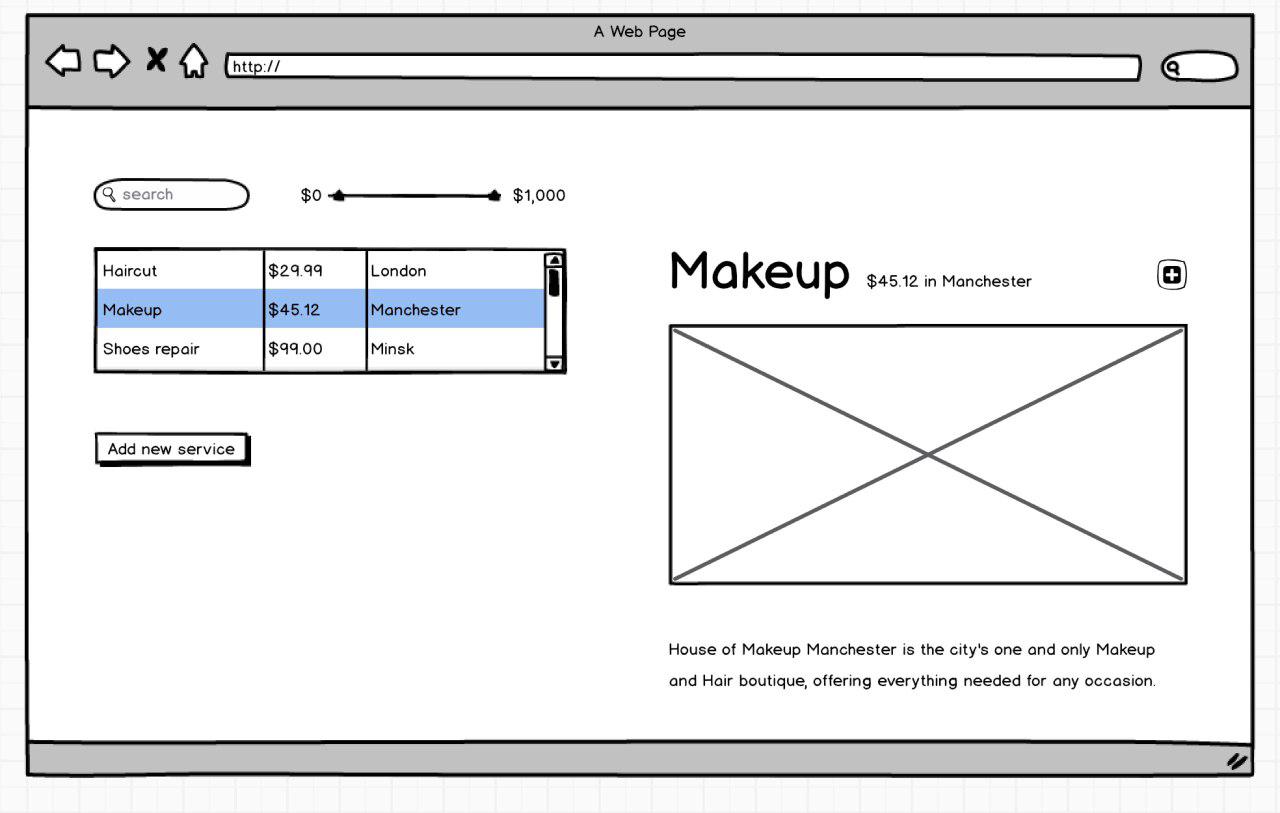 A Web Page
http://
search
$0 $1,000
Haircut $29.99 London
Makeup $45.12 Manchester
Shoes repair $99.00 Minsk
Add new service
Makeup $45.12 in Manchester
House of Makeup Manchester is the city's one and only Makeup
and Hair boutique, offering everything needed for any occasion.